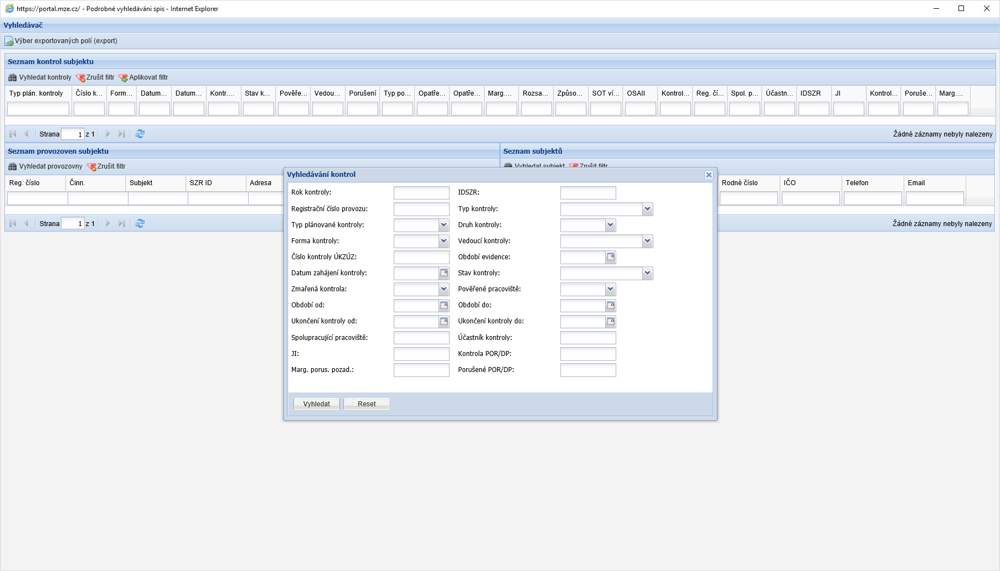 https://portal.mze.cz/ - Podrobné vyhledáváni spis - Internet Explorer
Vyhledávač
Výber exportovaných polí (export)
Seznam kontrol subjektu
Vyhledat kontroly Zrušit filtr Aplikovat filtr
Typ plán. kontroly Číslo k... Form... Datum... Datum... Kontr.... Stav k... Pověře... Vedou... Porušení Typ po... Opatře... Opatře... Marg.... Rozsa... Způso... SOT ví... OSAII Kontrol... Reg. čí... Spol. p... Účastn... IDSZR JI Kontrol... Poruše... Marg....
Strana 1 z 1 Žádné záznamy nebyly nalezeny
Seznam provozoven subjektu Seznam subjektů
Vyhledat provozovny Zrušit filtr Vyhledat subjekt Zrušit filtr
Reg. číslo Činn. Subjekt SZR ID Adresa Rodné číslo IČO Telefon Email
Strana 1 z 1 Žádné záznamy nebyly nalezeny
Vyhledávání kontrol
Rok kontroly: IDSZR:
Registrační číslo provozu: Typ kontroly:
Typ plánované kontroly: Druh kontroly:
Forma kontroly: Vedoucí kontroly:
Číslo kontroly ÚKZÚZ: Období evidence:
Datum zahájení kontroly: Stav kontroly:
Zmařená kontrola: Pověřené pracoviště:
Období od: Období do:
Ukončení kontroly od: Ukončení kontroly do:
Spolupracující pracoviště: Účastník kontroly:
JI: Kontrola POR/DP:
Marg. porus. pozad.: Porušené POR/DP:
Vyhledat Reset